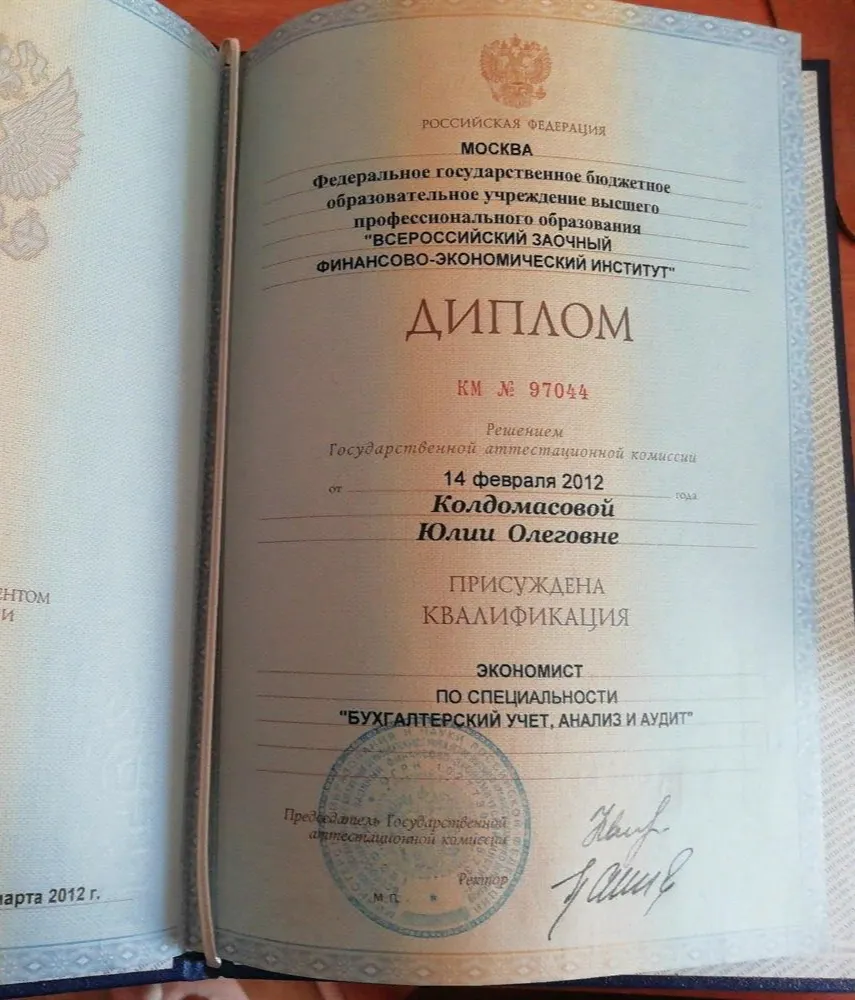 РОССИЙСКАЯ ФЕДЕРАЦИЯ
МОСКВА
Федеральное государственное бюджетное
образовательное учреждение высшего
профессионального образования
"ВСЕРОССИЙСКИЙ ЗАОЧНЫЙ
ФИНАНСОВО-ЭКОНОМИЧЕСКИЙ ИНСТИТУТ"
ДИПЛОМ
КМ № 97044
Решением
Государственной аттестационной комиссии
от 14 февраля 2012 года
Колдомасовой
Юлии Олеговне
ПРИСУЖДЕНА
КВАЛИФИКАЦИЯ
ЭКОНОМИСТ
ПО СПЕЦИАЛЬНОСТИ
"БУХГАЛТЕРСКИЙ УЧЕТ, АНАЛИЗ И АУДИТ"
Председатель Государственной
аттестационной комиссии
Ректор
М.П.
2012 г.